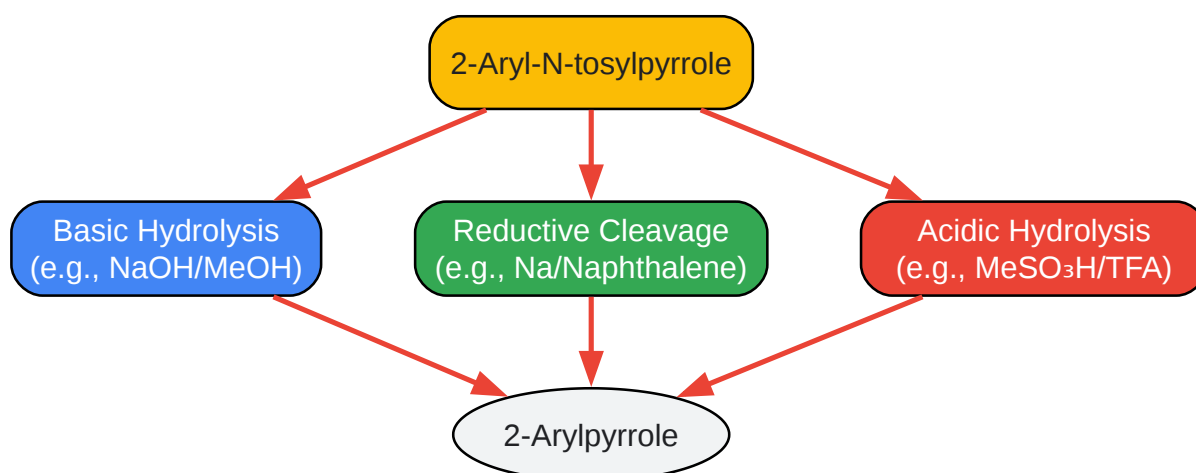 2-Aryl-N-tosylpyrrole
Basic Hydrolysis
(e.g., NaOH/MeOH)
Reductive Cleavage
(e.g., Na/Naphthalene)
Acidic Hydrolysis
(e.g., MeSO₃H/TFA)
2-Arylpyrrole